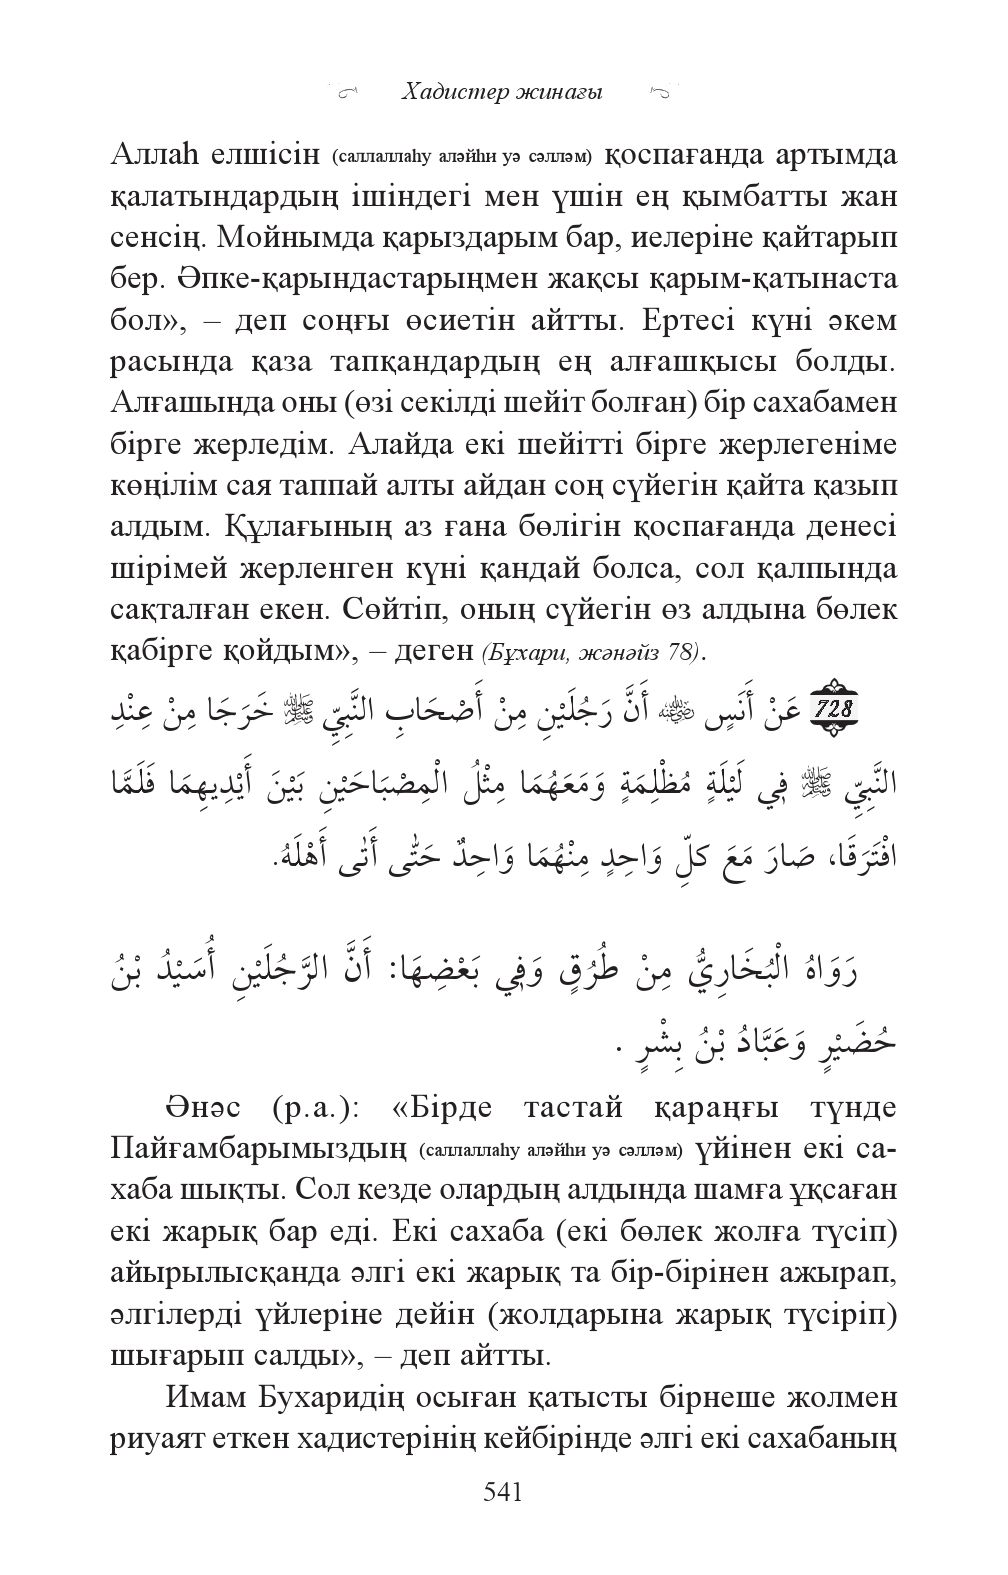 Хадистер жинағы
Аллаһ елшісін (саллаллаһу аләйһи уә сәлләм) қоспағанда артымда
қалатындардың ішіндегі мен үшін ең қымбатты жан
сенсің. Мойнымда қарыздарым бар, иелеріне қайтарып
бер. Әпке-қарындастарыңмен жақсы қарым-қатынаста
бол», – деп соңғы өсиетін айтты. Ертесі күні әкем
расында қаза тапқандардың ең алғашқысы болды.
Алғашында оны (өзі секілді шейіт болған) бір сахабамен
бірге жерледім. Алайда екі шейітті бірге жерлегеніме
көңілім сая таппай алты айдан соң сүйегін қайта қазып
алдым. Құлағының аз ғана бөлігін қоспағанда денесі
шірімей жерленген күні қандай болса, сол қалпында
сақталған екен. Сөйтіп, оның сүйегін өз алдына бөлек
қабірге қойдым», – деген (Бұхари, жәнәйз 78).
728 عَنْ أَنَسٍ رضي الله عنه أَنَّ رَجُلَيْنِ مِنْ أَصْحَابِ النَّبِيِّ ﷺ خَرَجَا مِنْ عِنْدِ
النَّبِيِّ ﷺ فِي لَيْلَةٍ مُظْلِمَةٍ وَمَعَهُمَا مِثْلُ الْمِصْبَاحَيْنِ بَيْنَ أَيْدِيهِمَا فَلَمَّا
افْتَرَقَا، صَارَ مَعَ كلِّ وَاحِدٍ مِنْهُمَا وَاحِدٌ حَتَّى أَتَى أَهْلَهُ.
رَوَاهُ الْبُخَارِيُّ مِنْ طُرُقٍ وَفِي بَعْضِهَا: أَنَّ الرَّجُلَيْنِ أُسَيْدُ بْنُ
حُضَيْرٍ وَعَبَّادُ بْنُ بِشْرٍ .
Әнәс (р.а.): «Бірде тастай қараңғы түнде
Пайғамбарымыздың (саллаллаһу аләйһи уә сәлләм) үйінен екі са-
хаба шықты. Сол кезде олардың алдында шамға ұқсаған
екі жарық бар еді. Екі сахаба (екі бөлек жолға түсіп)
айырылысқанда әлгі екі жарық та бір-бірінен ажырап,
әлгілерді үйлеріне дейін (жолдарына жарық түсіріп)
шығарып салды», – деп айтты.
Имам Бухаридің осыған қатысты бірнеше жолмен
риуаят еткен хадистерінің кейбірінде әлгі екі сахабаның
541